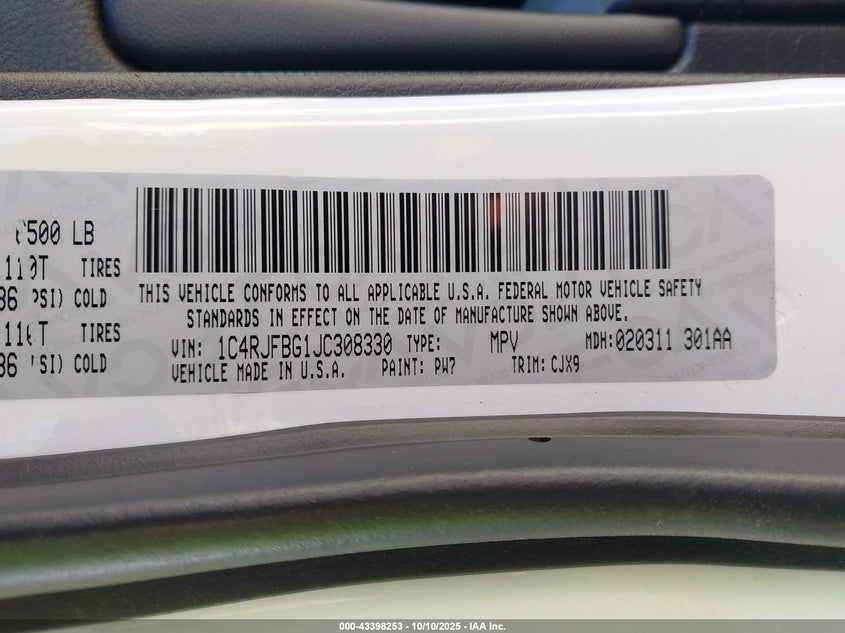 500 LB
TIRES
PSI) COLD
TIRES
SI) COLD
THIS VEHICLE CONFORMS TO ALL APPLICABLE U.S.A. FEDERAL MOTOR VEHICLE SAFETY
STANDARDS IN EFFECT ON THE DATE OF MANUFACTURE SHOWN ABOVE.
VIN: 1C4RJFBG1JC308330 TYPE: MPV MDH:020311 301AA
VEHICLE MADE IN U.S.A. PAINT: PW7 TRIM: CJX9
000-43398253 - 10/10/2025 - IAA Inc.